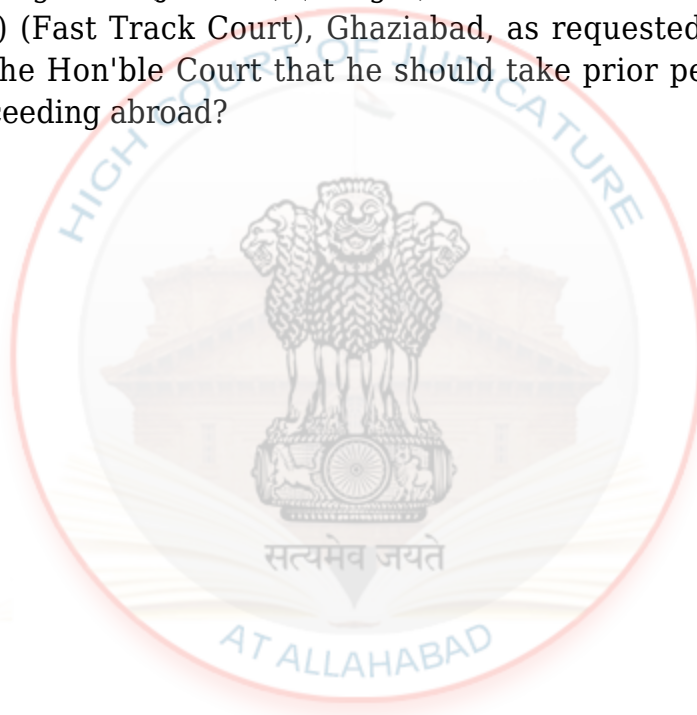 ) (Fast Track Court), Ghaziabad, as requested
he Hon'ble Court that he should take prior pe
ceeding abroad?
HIGH COURT OF JUDICATURE
सत्यमेव जयते
AT ALLAHABAD